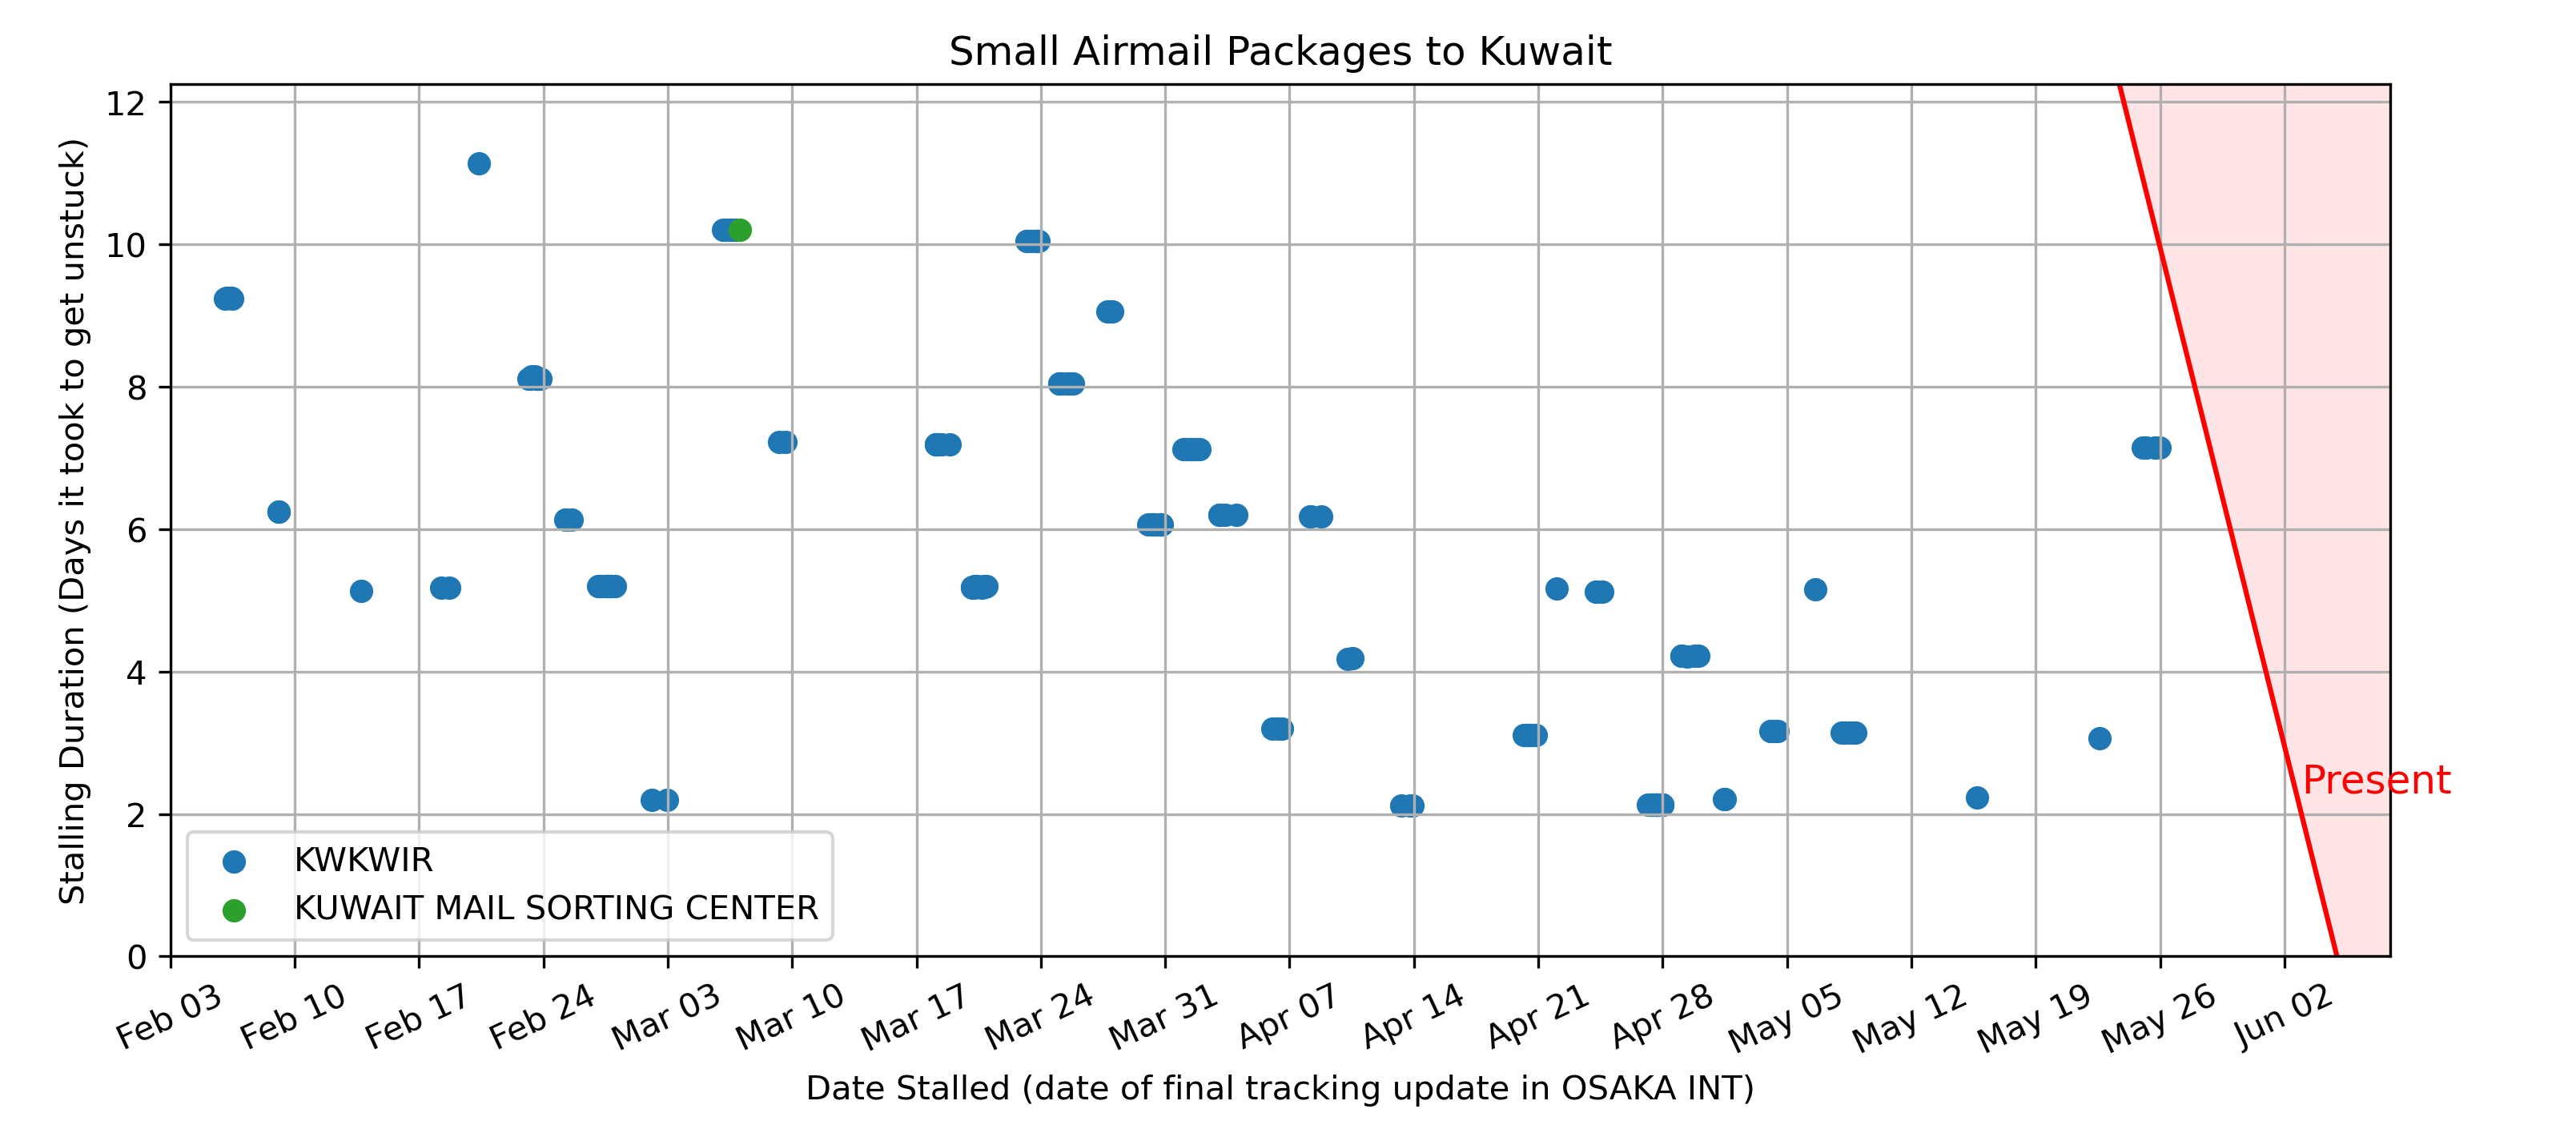 Small Airmail Packages to Kuwait
Stalling Duration (Days it took to get unstuck)
12
10
8
6
4
2
0
Present
KWKWIR
KUWAIT MAIL SORTING CENTER
Feb 03
Feb 10
Feb 17
Feb 24
Mar 03
Mar 10
Mar 17
Mar 24
Mar 31
Apr 07
Apr 14
Apr 21
Apr 28
May 05
May 12
May 19
May 26
Jun 02
Date Stalled (date of final tracking update in OSAKA INT)